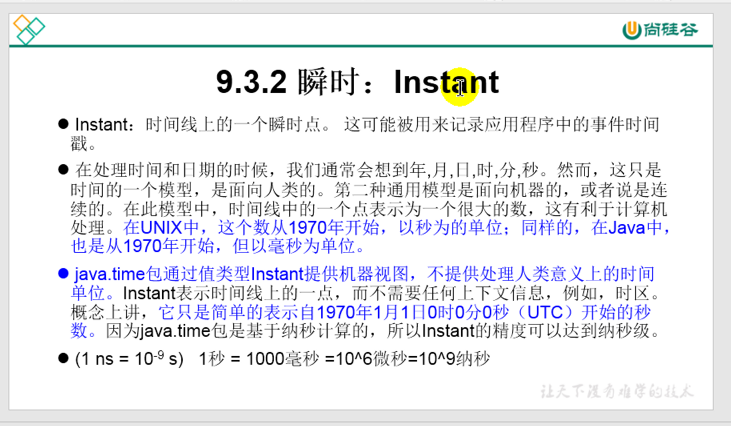 尚硅谷
9.3.2 瞬时：Instant
● Instant：时间线上的一个瞬时点。 这可能被用来记录应用程序中的事件时间
戳。
● 在处理时间和日期的时候，我们通常会想到年,月,日,时,分,秒。然而，这只是
时间的一个模型，是面向人类的。第二种通用模型是面向机器的，或者说是连
续的。在此模型中，时间线中的一个点表示为一个很大的数，这有利于计算机
处理。在UNIX中，这个数从1970年开始，以秒为的单位；同样的，在Java中，
也是从1970年开始，但以毫秒为单位。
● java.time包通过值类型Instant提供机器视图，不提供处理人类意义上的时间
单位。Instant表示时间线上的一点，而不需要任何上下文信息，例如，时区。
概念上讲，它只是简单的表示自1970年1月1日0时0分0秒（UTC）开始的秒
数。因为java.time包是基于纳秒计算的，所以Instant的精度可以达到纳秒级。
● (1 ns = 10⁻⁹ s) 1秒 = 1000毫秒 =10^6微秒=10^9纳秒
让天下没有难学的技术